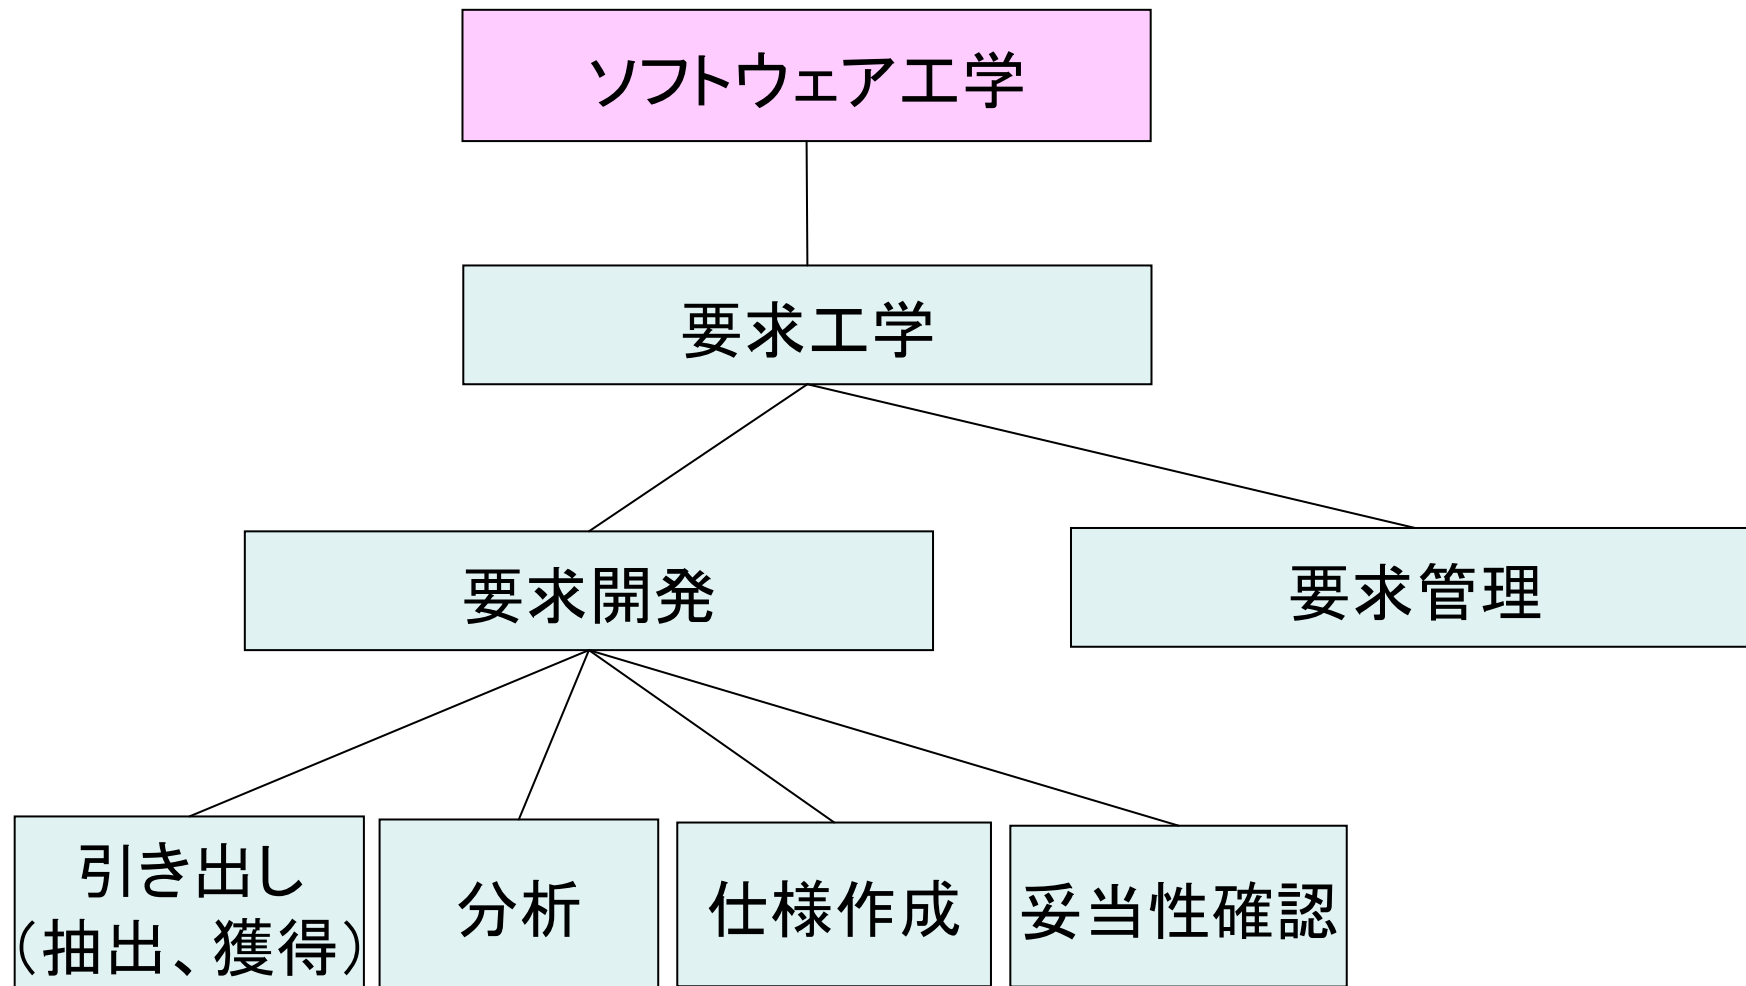 ソフトウェア工学
要求工学
要求開発
要求管理
引き出し
（抽出、獲得）
分析
仕様作成
妥当性確認